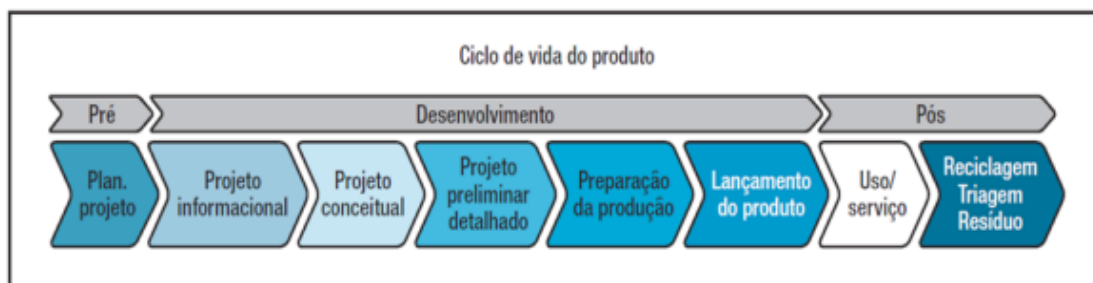 Ciclo de vida do produto
Pré
Desenvolvimento
Pós
Plan.
projeto
Projeto
informacional
Projeto
conceitual
Projeto
preliminar
detalhado
Preparação
da produção
Lançamento
do produto
Uso/
serviço
Reciclagem
Triagem
Resíduo